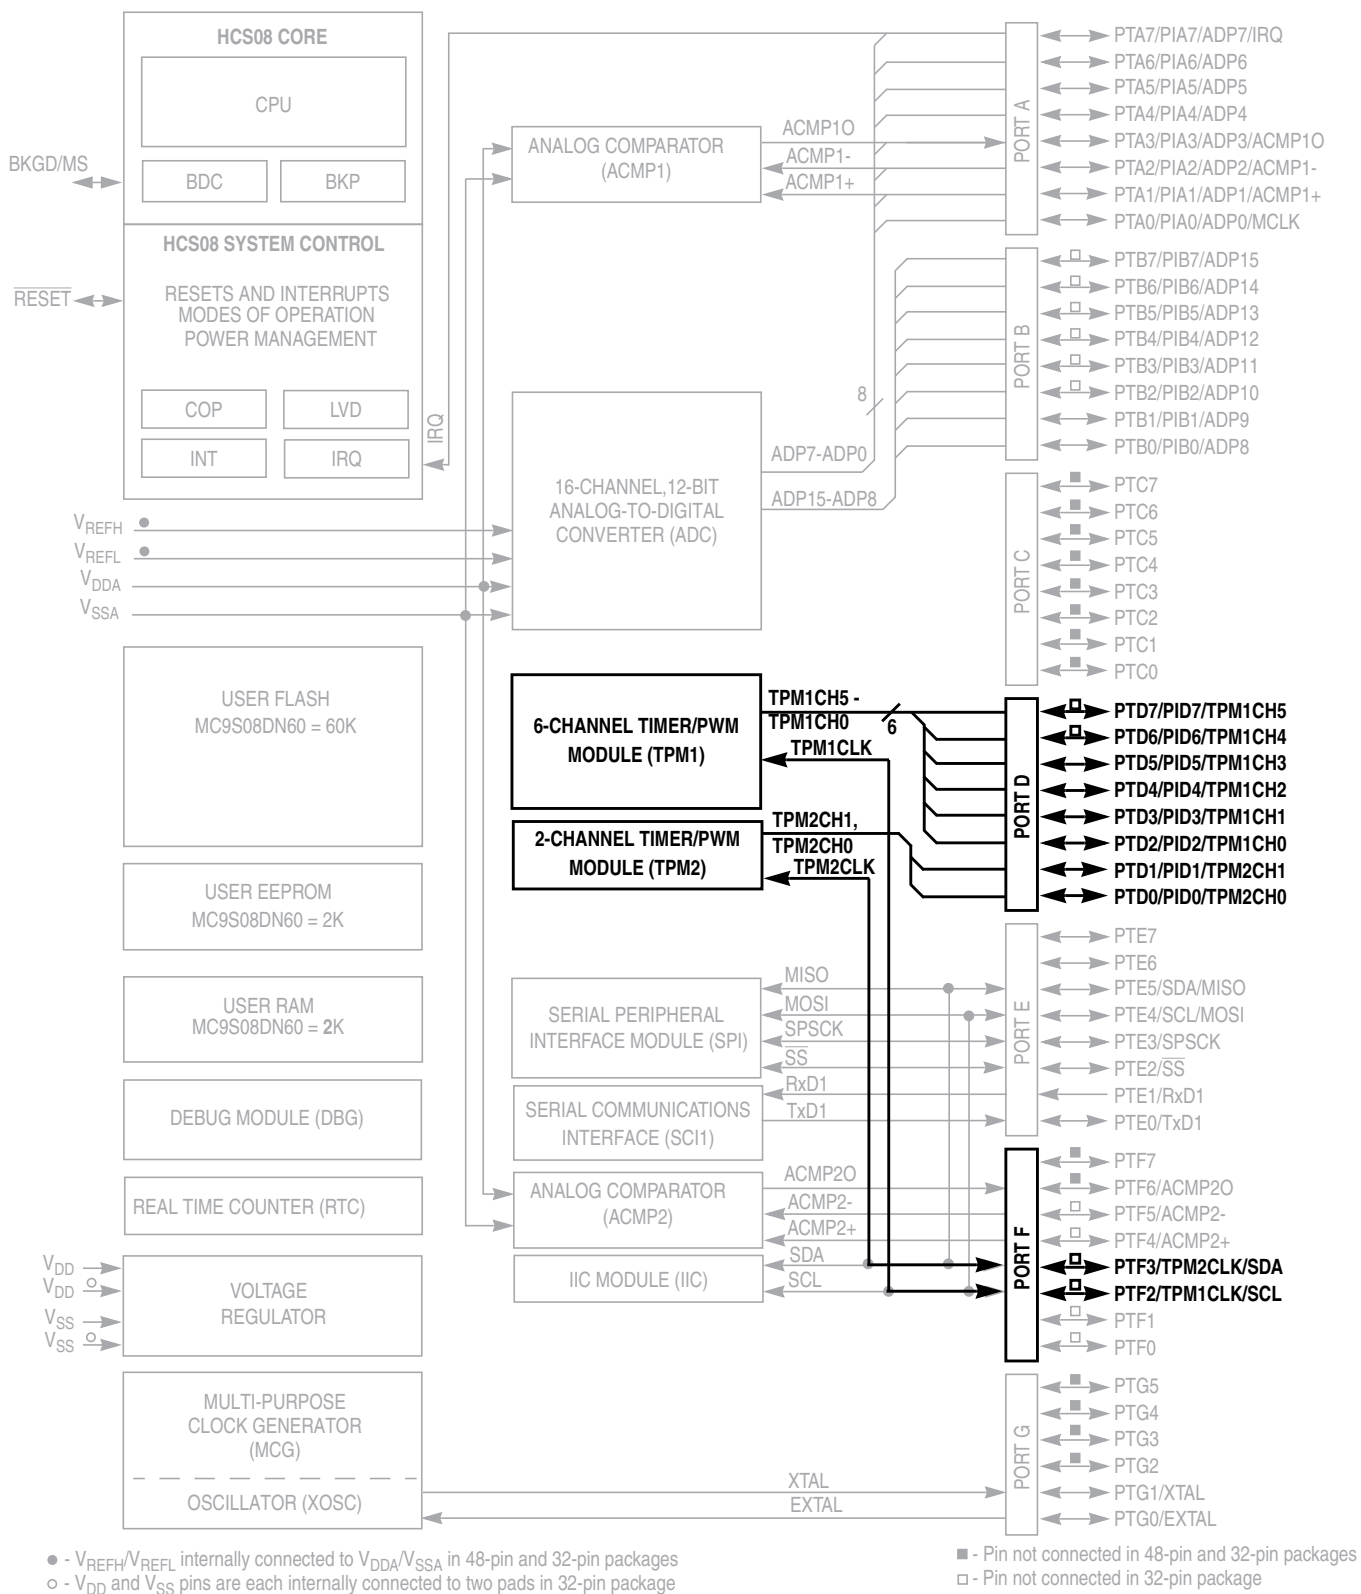 HCS08 CORE
CPU
BDC
BKP
BKGD/MS
HCS08 SYSTEM CONTROL
RESETS AND INTERRUPTS
MODES OF OPERATION
POWER MANAGEMENT
RESET
COP
LVD
INT
IRQ
IRQ
ANALOG COMPARATOR
(ACMP1)
ACMP1O
ACMP1-
ACMP1+
16-CHANNEL,12-BIT
ANALOG-TO-DIGITAL
CONVERTER (ADC)
8
ADP7-ADP0
ADP15-ADP8
VREFH
VREFL
VDDA
VSSA
PORT A
PTA7/PIA7/ADP7/IRQ
PTA6/PIA6/ADP6
PTA5/PIA5/ADP5
PTA4/PIA4/ADP4
PTA3/PIA3/ADP3/ACMP1O
PTA2/PIA2/ADP2/ACMP1-
PTA1/PIA1/ADP1/ACMP1+
PTA0/PIA0/ADP0/MCLK
PORT B
PTB7/PIB7/ADP15
PTB6/PIB6/ADP14
PTB5/PIB5/ADP13
PTB4/PIB4/ADP12
PTB3/PIB3/ADP11
PTB2/PIB2/ADP10
PTB1/PIB1/ADP9
PTB0/PIB0/ADP8
PORT C
PTC7
PTC6
PTC5
PTC4
PTC3
PTC2
PTC1
PTC0
USER FLASH
MC9S08DN60 = 60K
USER EEPROM
MC9S08DN60 = 2K
USER RAM
MC9S08DN60 = 2K
DEBUG MODULE (DBG)
REAL TIME COUNTER (RTC)
6-CHANNEL TIMER/PWM
MODULE (TPM1)
TPM1CH5 -
TPM1CH0
6
TPM1CLK
2-CHANNEL TIMER/PWM
MODULE (TPM2)
TPM2CH1,
TPM2CH0
TPM2CLK
PORT D
PTD7/PID7/TPM1CH5
PTD6/PID6/TPM1CH4
PTD5/PID5/TPM1CH3
PTD4/PID4/TPM1CH2
PTD3/PID3/TPM1CH1
PTD2/PID2/TPM1CH0
PTD1/PID1/TPM2CH1
PTD0/PID0/TPM2CH0
SERIAL PERIPHERAL
INTERFACE MODULE (SPI)
MISO
MOSI
SPSCK
SS
SERIAL COMMUNICATIONS
INTERFACE (SCI1)
RxD1
TxD1
PORT E
PTE7
PTE6
PTE5/SDA/MISO
PTE4/SCL/MOSI
PTE3/SPSCK
PTE2/SS
PTE1/RxD1
PTE0/TxD1
ANALOG COMPARATOR
(ACMP2)
ACMP2O
ACMP2-
ACMP2+
IIC MODULE (IIC)
SDA
SCL
PORT F
PTF7
PTF6/ACMP2O
PTF5/ACMP2-
PTF4/ACMP2+
PTF3/TPM2CLK/SDA
PTF2/TPM1CLK/SCL
PTF1
PTF0
VDD
VDD
VSS
VSS
VOLTAGE
REGULATOR
MULTI-PURPOSE
CLOCK GENERATOR
(MCG)
OSCILLATOR (XOSC)
XTAL
EXTAL
PORT G
PTG5
PTG4
PTG3
PTG2
PTG1/XTAL
PTG0/EXTAL
● - VREFH/VREFL internally connected to VDDA/VSSA in 48-pin and 32-pin packages
○ - VDD and VSS pins are each internally connected to two pads in 32-pin package
■ - Pin not connected in 48-pin and 32-pin packages
□ - Pin not connected in 32-pin package